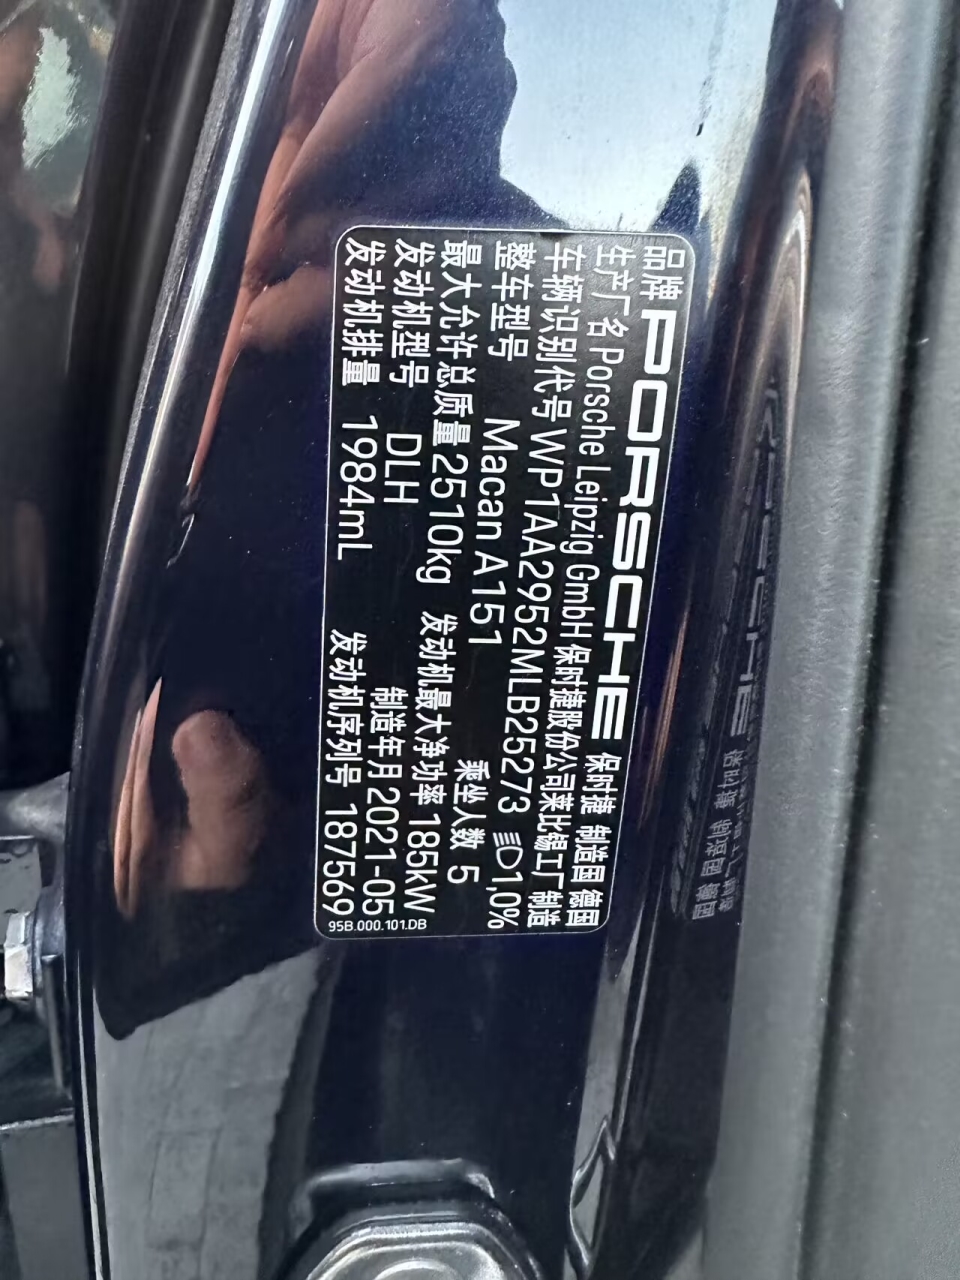 品牌 PORSCHE 保时捷 制造国 德国
生产厂名 Porsche Leipzig GmbH 保时捷股份公司莱比锡工厂 制造
车辆识别代号 WP1AA2952MLB25273 1,0%
整车型号 Macan A151 乘坐人数 5
最大允许总质量 2510kg 发动机最大净功率 185kW
发动机型号 DLH 制造年月 2021-05
发动机排量 1984mL 发动机序列号 187569
95B.000.101.DB